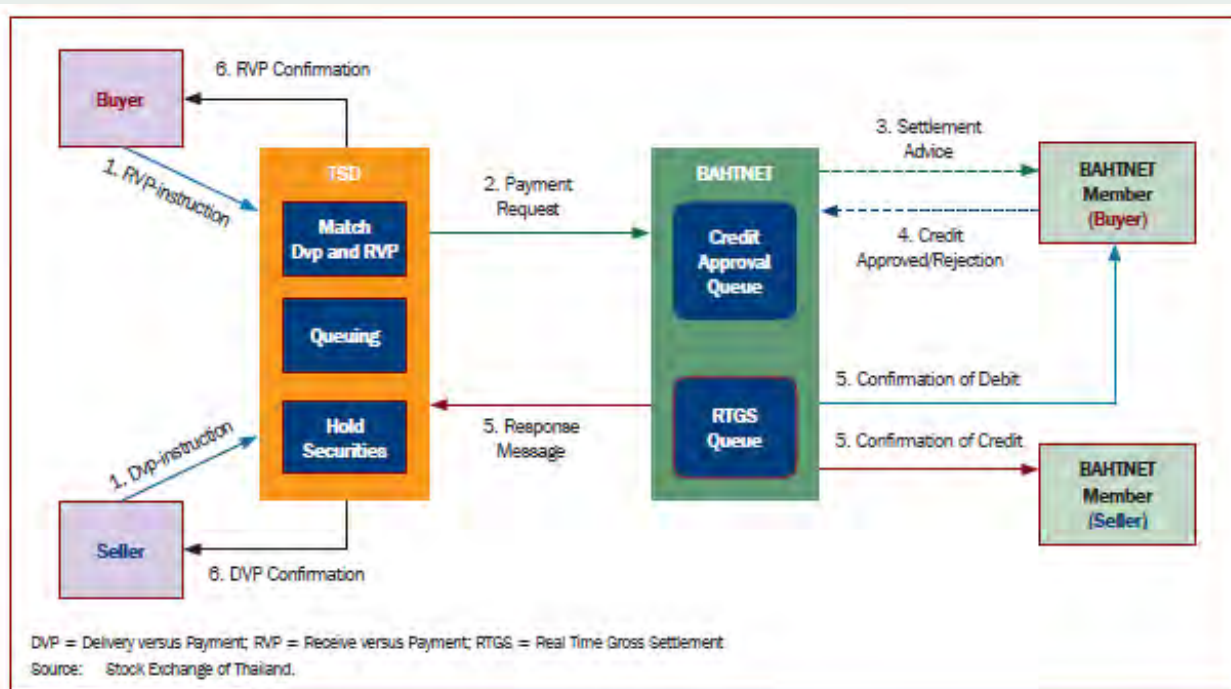 6. RVP Confirmation
Buyer
1. RVP-instruction
TSD
Match
Dvp and RVP
Queuing
Hold
Securities
1. Dvp-instruction
Seller
6. DVP Confirmation
2. Payment
Request
5. Response
Message
BAHTNET
Credit
Approval
Queue
RTGS
Queue
3. Settlement
Advice
4. Credit
Approved/Rejection
5. Confirmation of Debit
5. Confirmation of Credit
BAHTNET
Member
(Buyer)
BAHTNET
Member
(Seller)
DVP = Delivery versus Payment; RVP = Receive versus Payment; RTGS = Real Time Gross Settlement
Source: Stock Exchange of Thailand.